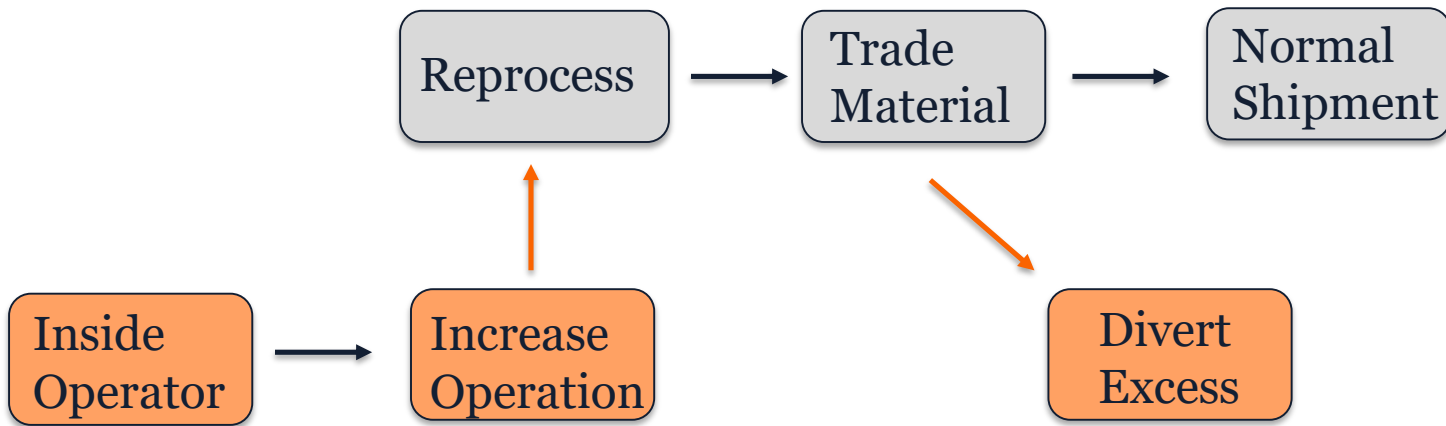 Reprocess
Trade
Material
Normal
Shipment
Inside
Operator
Increase
Operation
Divert
Excess